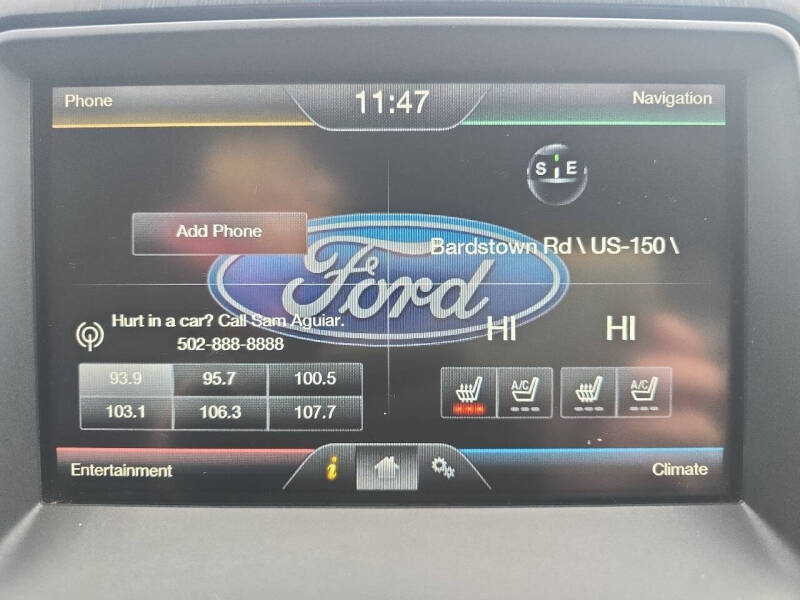 Phone
11:47
Navigation
S E
Add Phone
Ford
Bardstown Rd \ US-150 \
Hurt in a car? Call Sam Aguiar.
502-888-8888
HI HI
93.9 95.7 100.5
103.1 106.3 107.7
A/C A/C
Entertainment
i
Climate